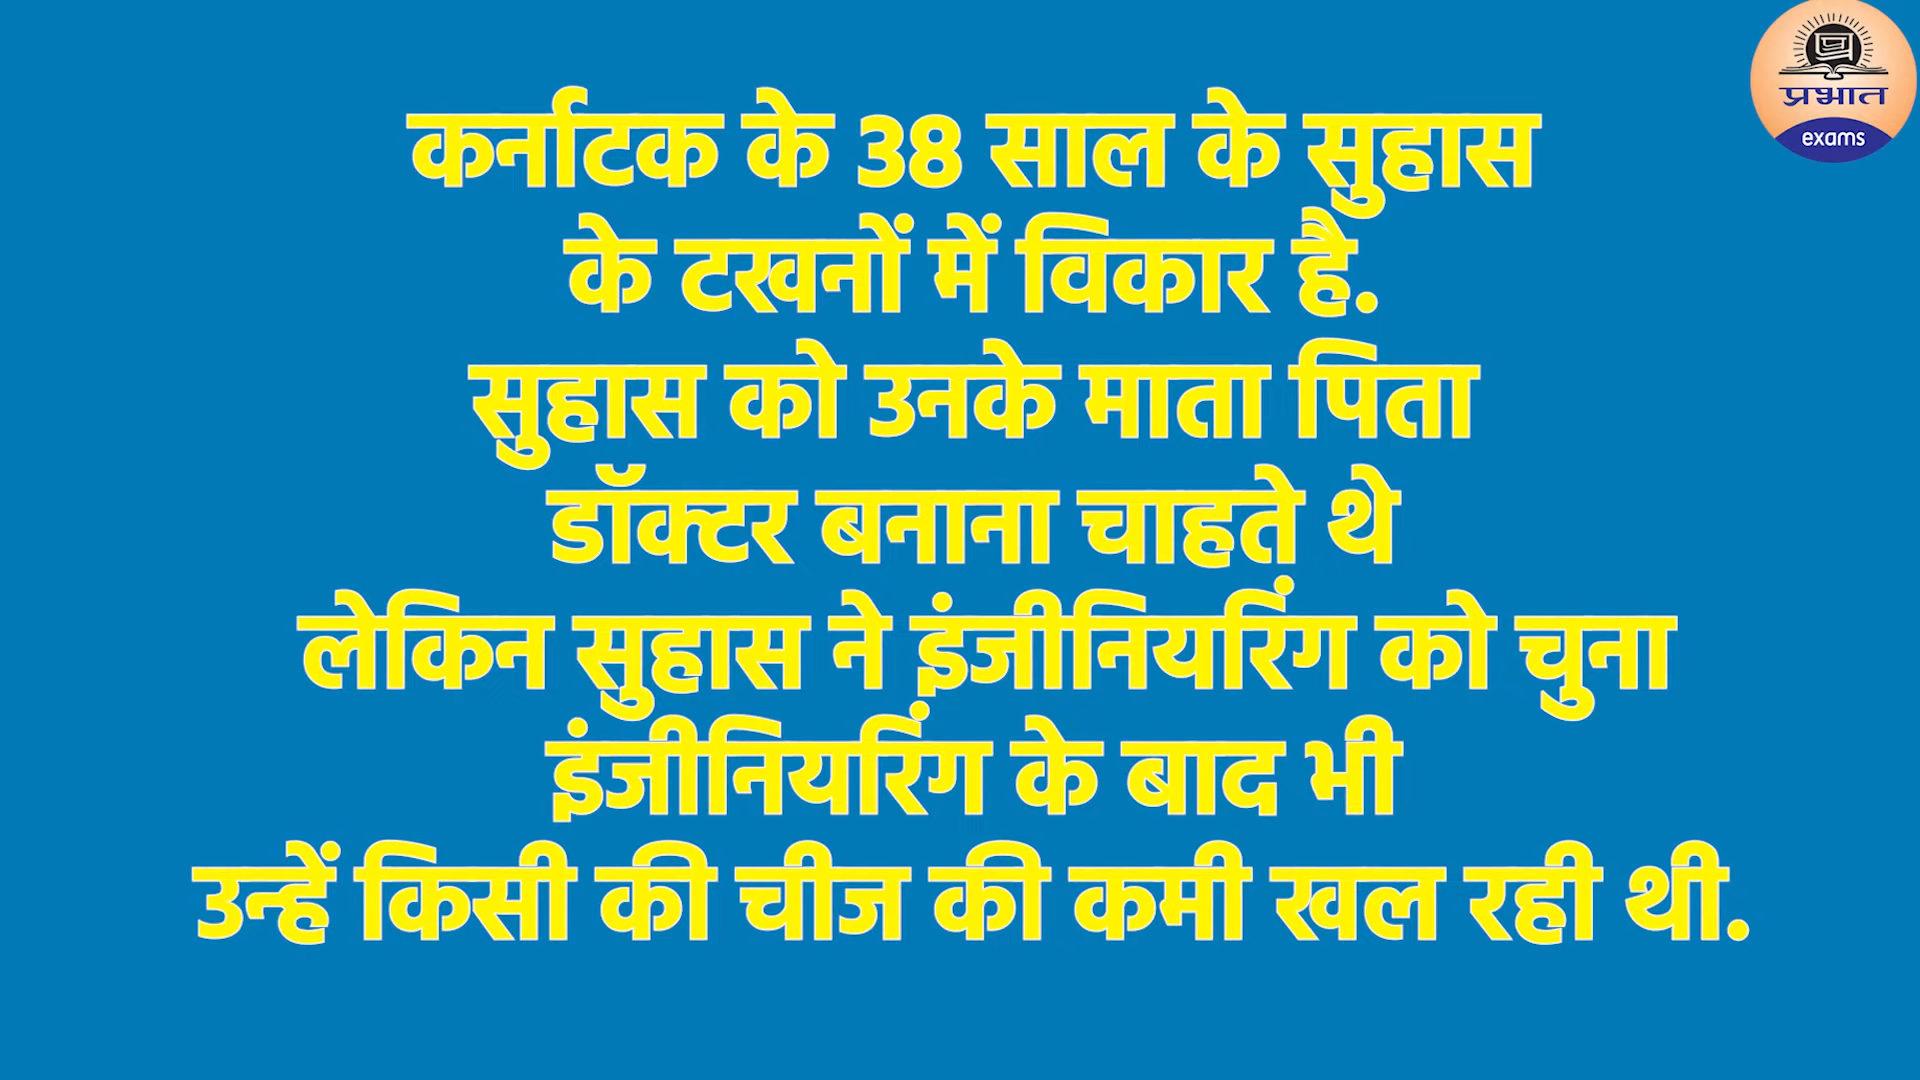 प्रभात
exams
कर्नाटक के 38 साल के सुहास
के टखनों में विकार है.
सुहास को उनके माता पिता
डॉक्टर बनाना चाहते थे
लेकिन सुहास ने इंजीनियरिंग को चुना
इंजीनियरिंग के बाद भी
उन्हें किसी की चीज की कमी खल रही थी.